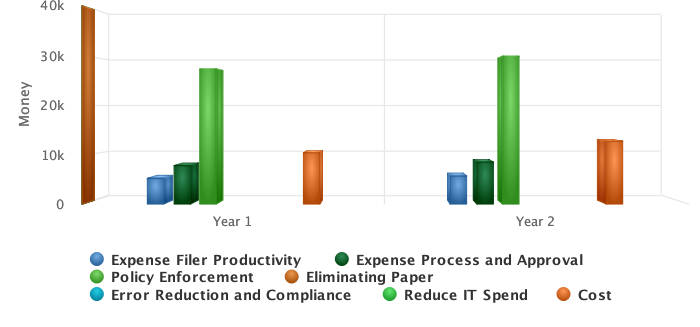 40k
30k
20k
10k
0
Money
Year 1
Year 2
Expense Filer Productivity
Expense Process and Approval
Policy Enforcement
Eliminating Paper
Error Reduction and Compliance
Reduce IT Spend
Cost